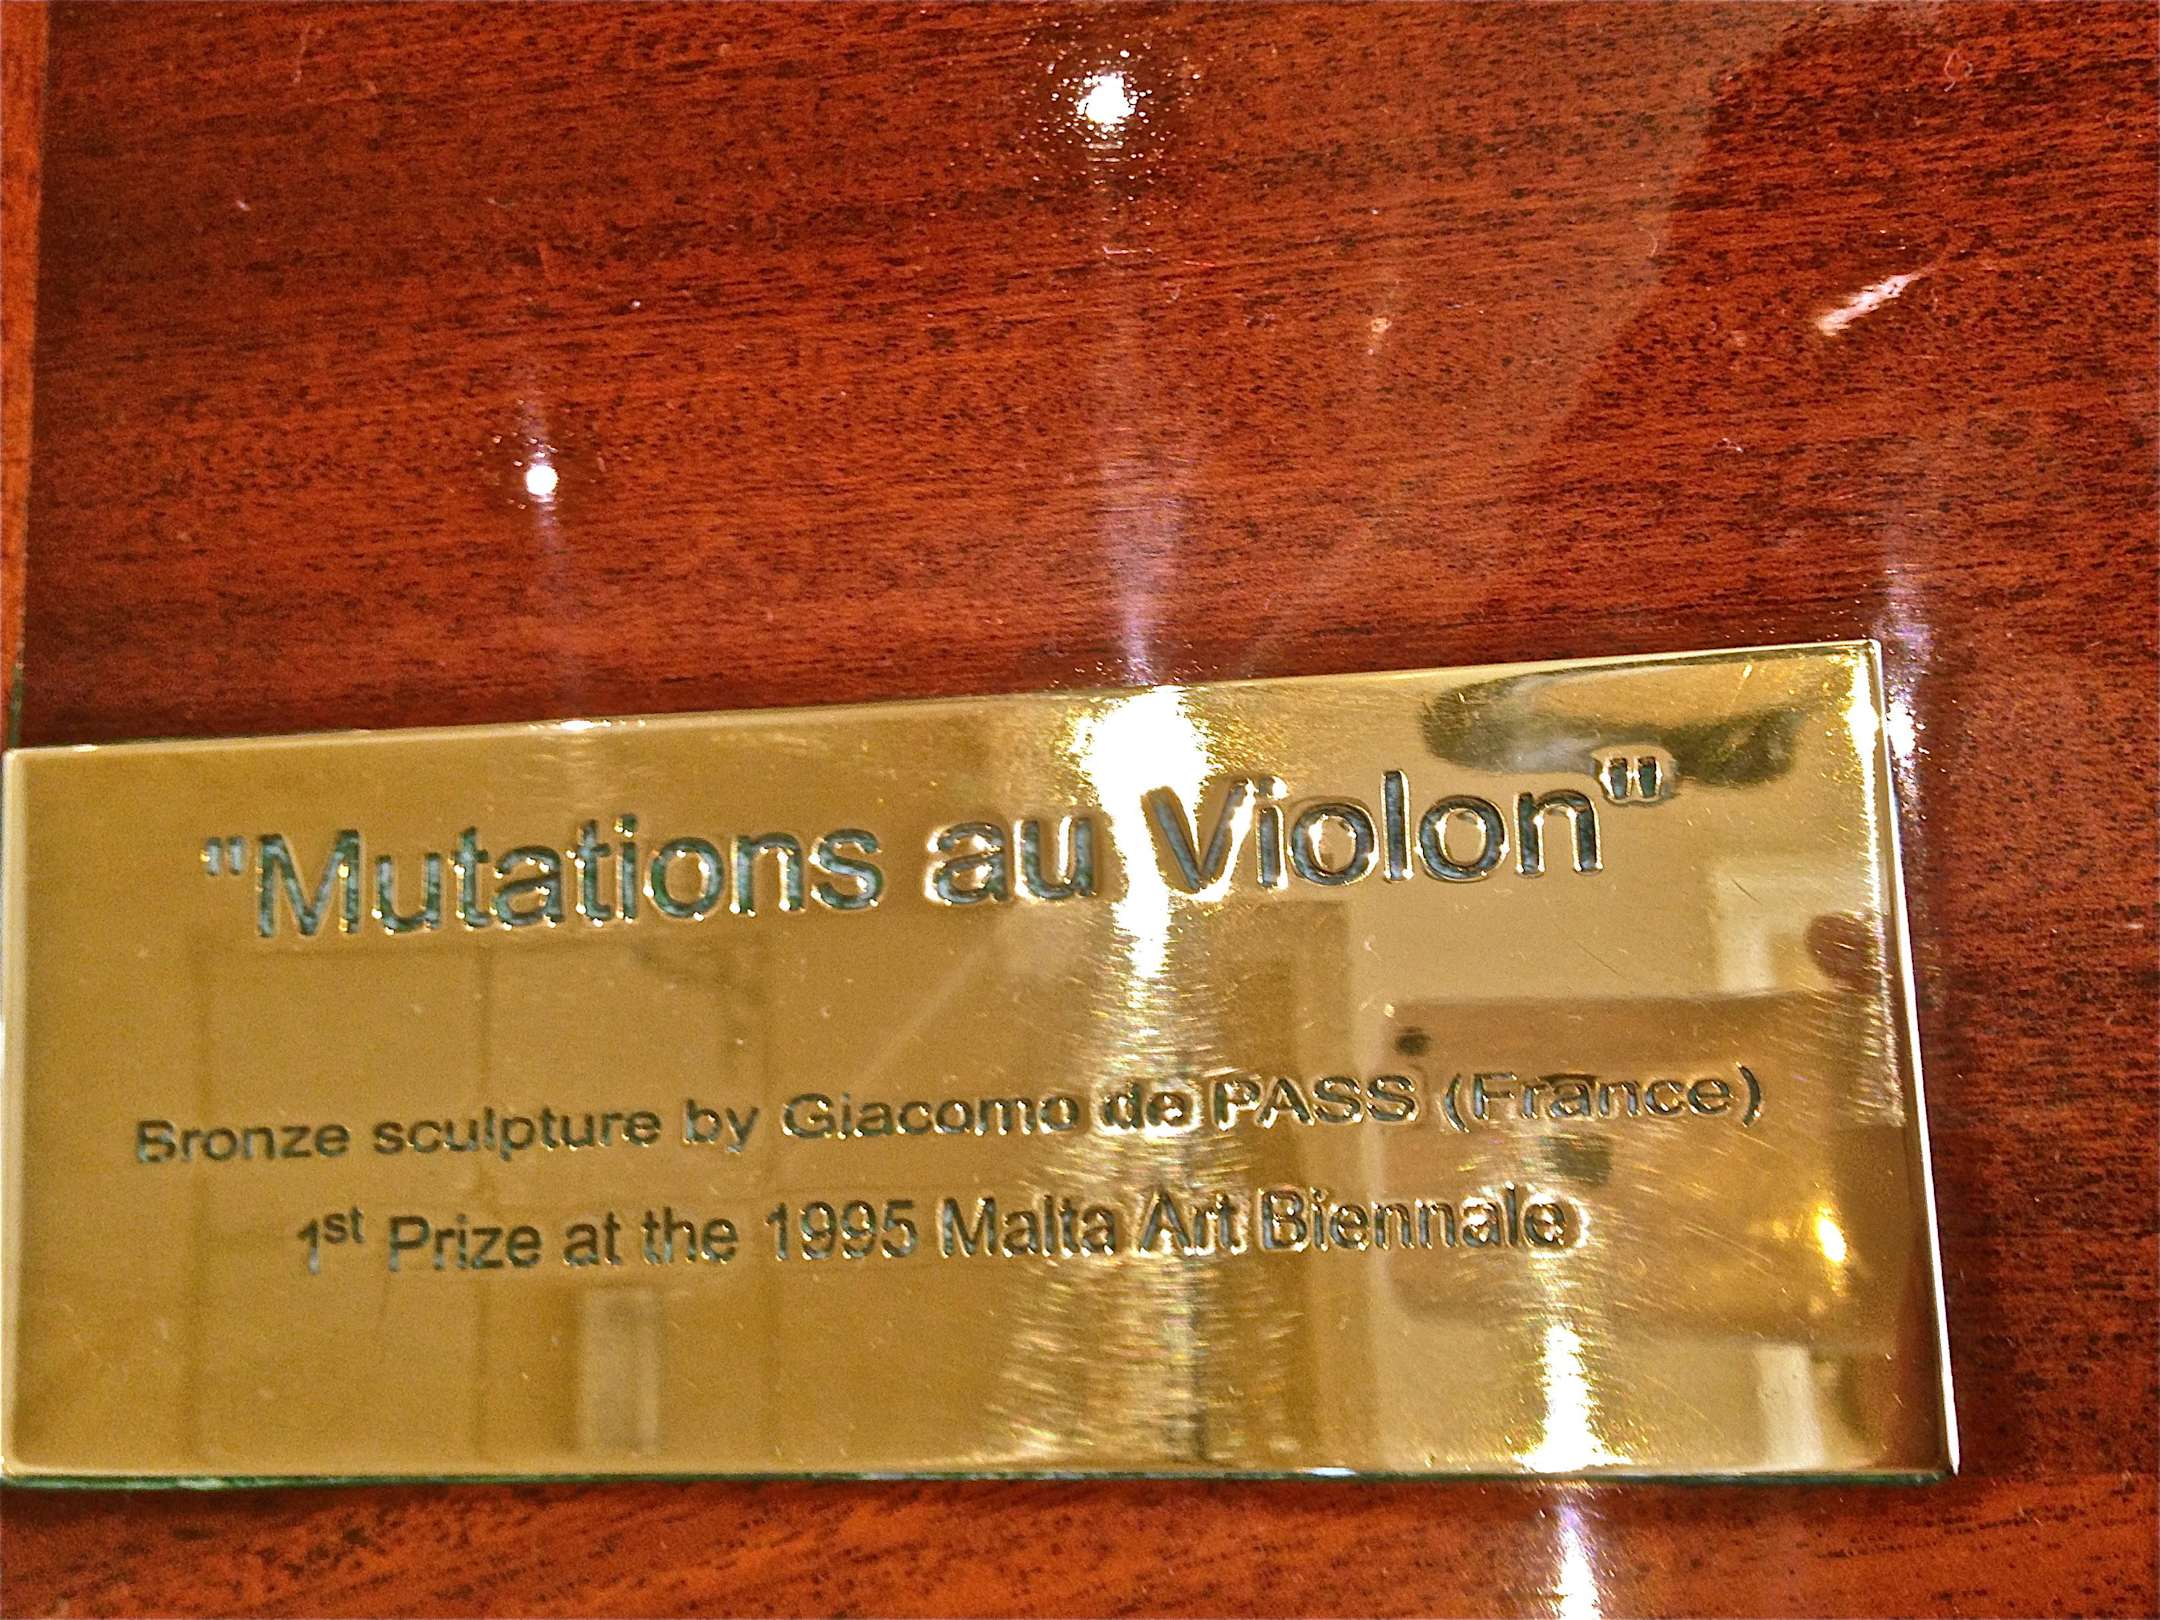 "Mutations au Violon"
Bronze sculpture by Giacomo de PASS (France)
1st Prize at the 1995 Malta Art Biennale